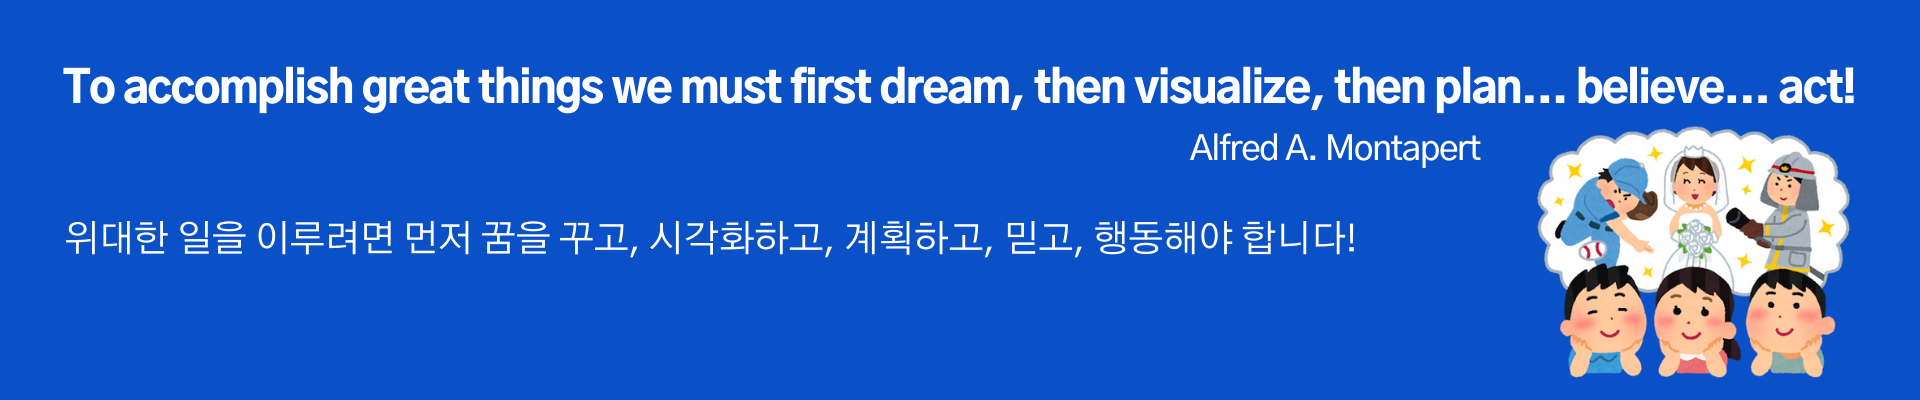 To accomplish great things we must first dream, then visualize, then plan... believe... act!
Alfred A. Montapert
위대한 일을 이루려면 먼저 꿈을 꾸고, 시각화하고, 계획하고, 믿고, 행동해야 합니다!